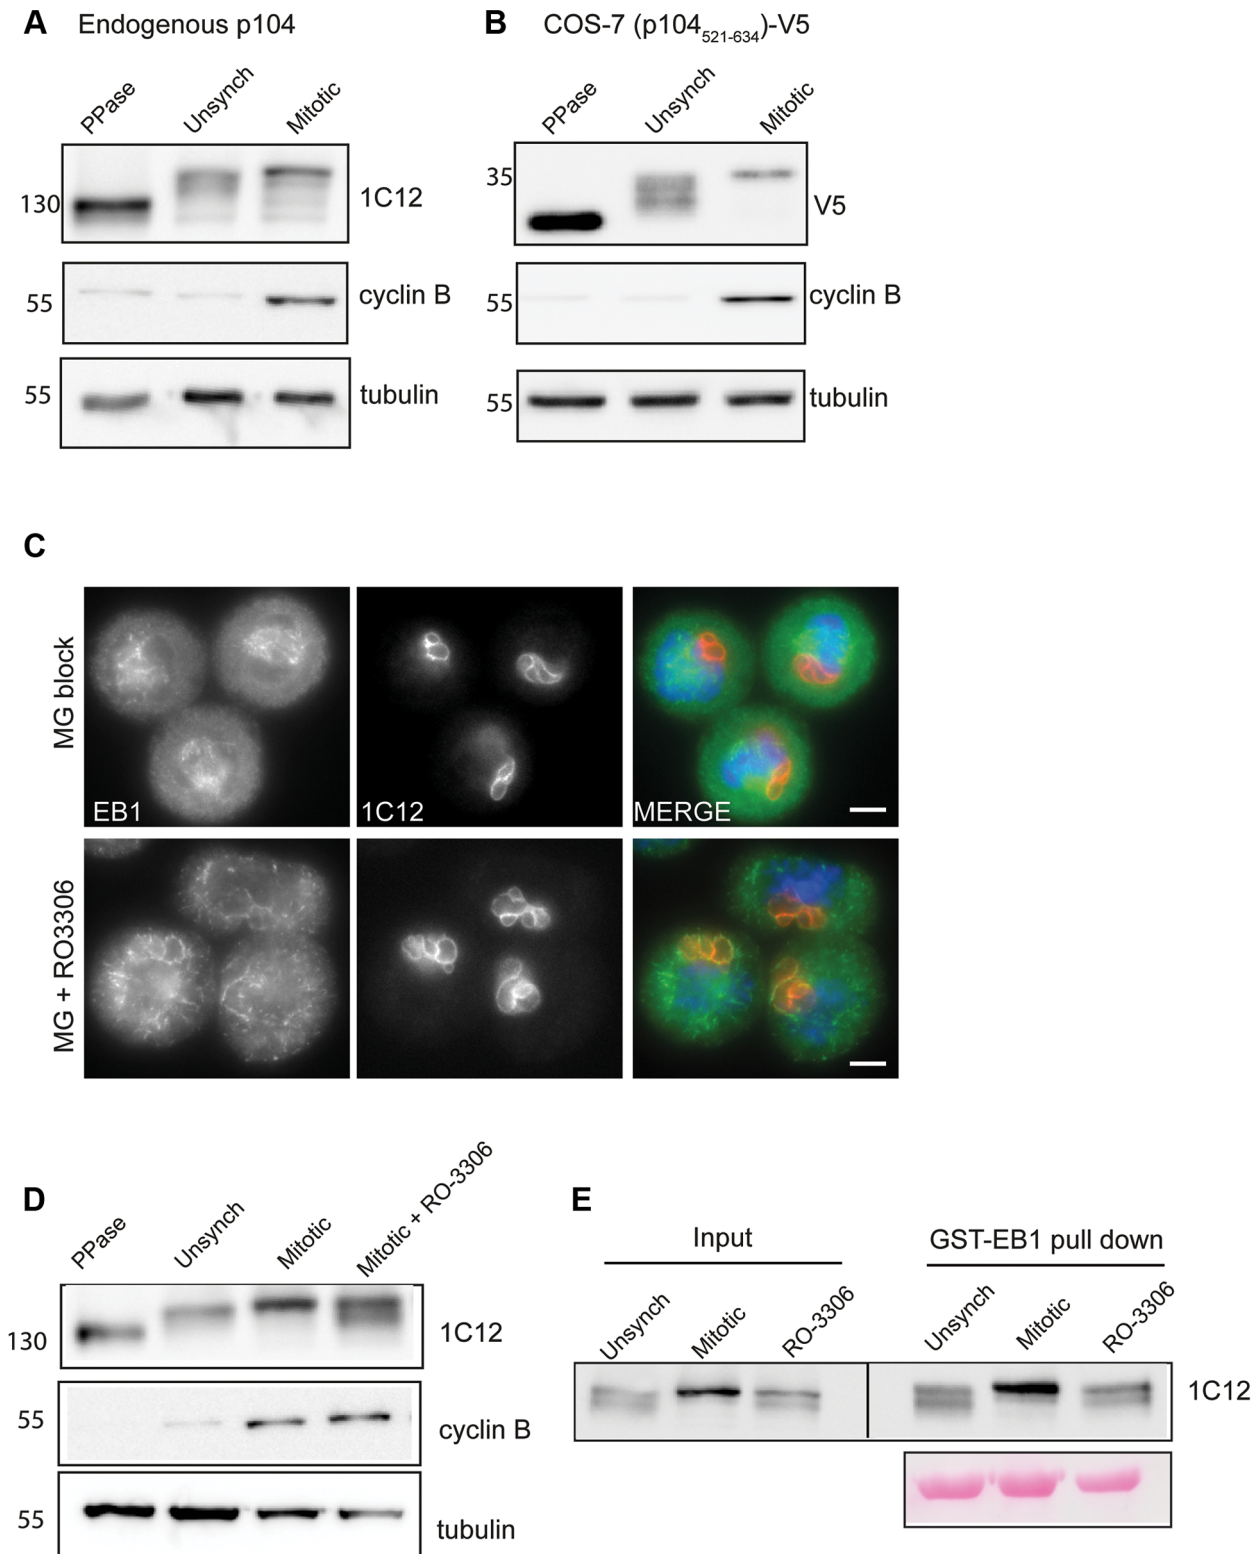 A Endogenous p104
PPase Unsynch Mitotic
130 1C12
55 cyclin B
55 tubulin
B COS-7 (p104521-634)-V5
PPase Unsynch Mitotic
35 V5
55 cyclin B
55 tubulin
C
MG block
EB1 1C12 MERGE
MG + RO3306
D
PPase Unsynch Mitotic Mitotic + RO-3306
130 1C12
55 cyclin B
55 tubulin
E
Input GST-EB1 pull down
Unsynch Mitotic RO-3306 Unsynch Mitotic RO-3306
1C12